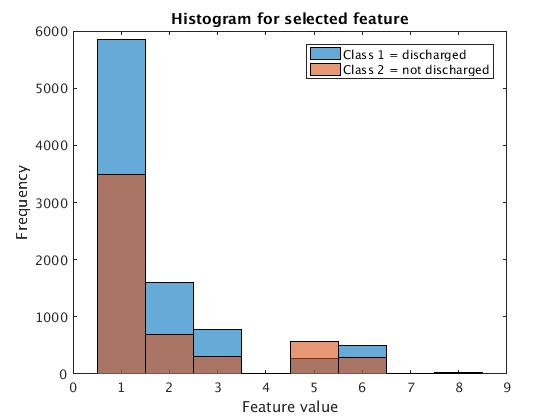 Histogram for selected feature
Class 1 = discharged
Class 2 = not discharged
6000
5000
4000
3000
2000
1000
0
Frequency
0 1 2 3 4 5 6 7 8 9
Feature value